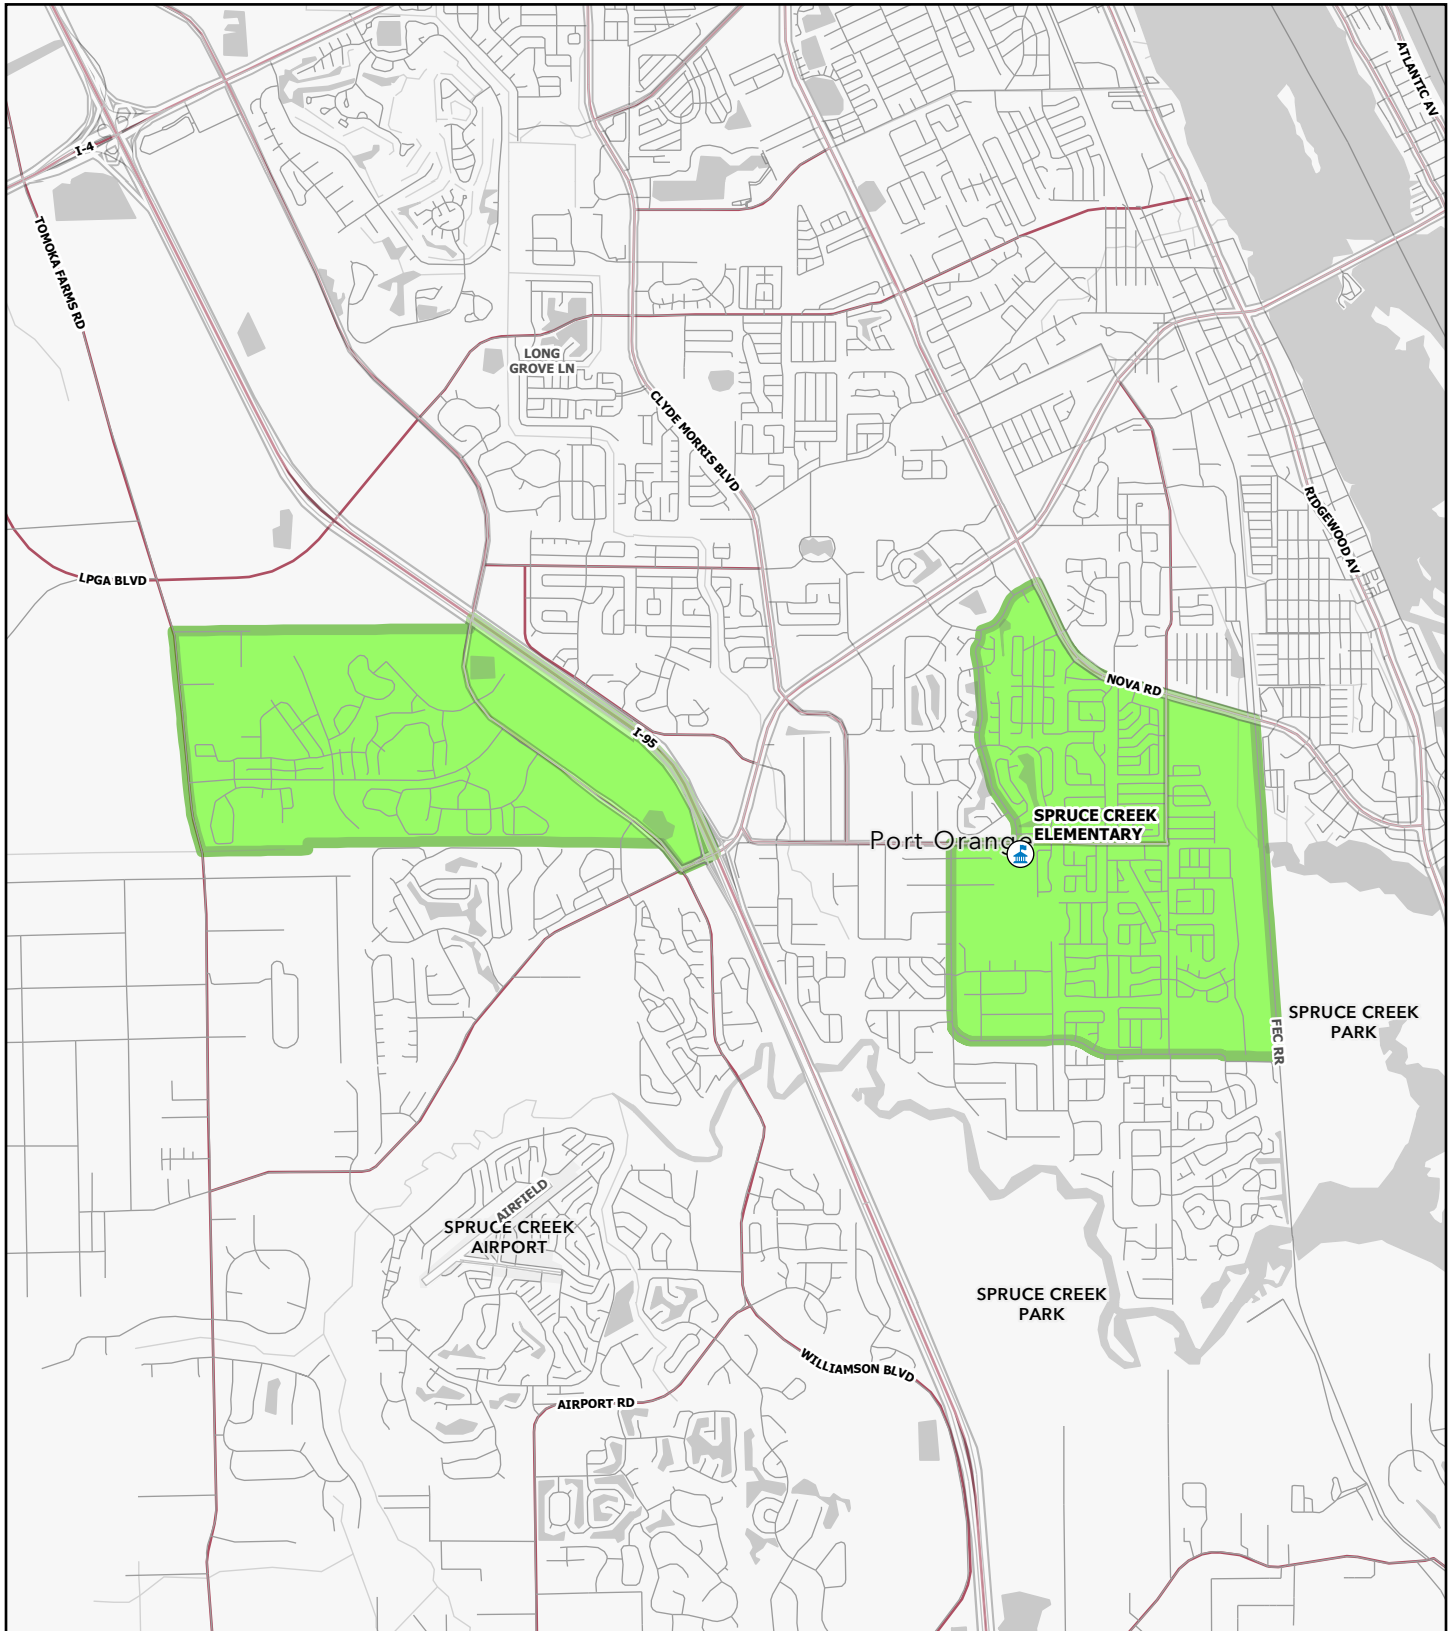 ATLANTIC AV
I-4
TOMOKA FARMS RD
LONG
GROVE LN
CLYDE MORRIS BLVD
RIDGEWOOD AV
LPGA BLVD
NOVA RD
I-95
SPRUCE CREEK
ELEMENTARY
Port Orange
SPRUCE CREEK
PARK
FEC RR
AIRFIELD
SPRUCE CREEK
AIRPORT
SPRUCE CREEK
PARK
WILLIAMSON BLVD
AIRPORT RD